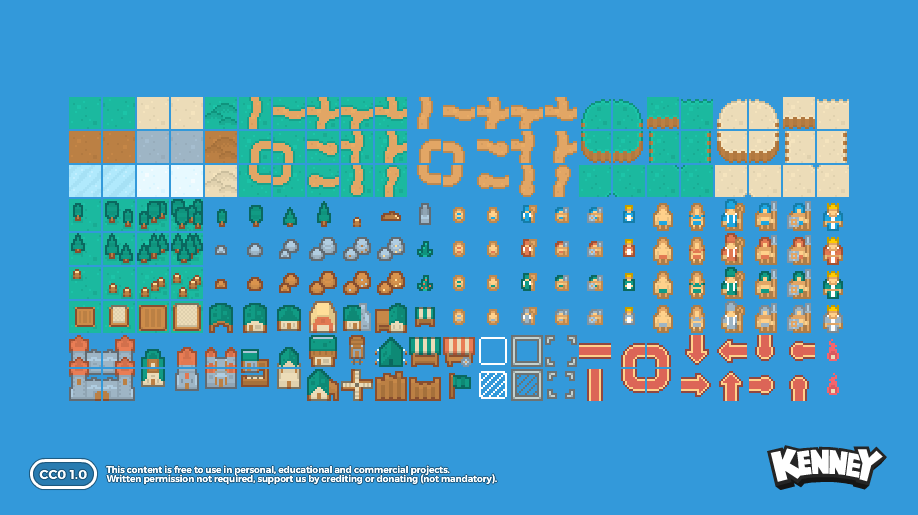 CC0 1.0
This content is free to use in personal, educational and commercial projects.
Written permission not required, support us by crediting or donating (not mandatory).
KENNEY